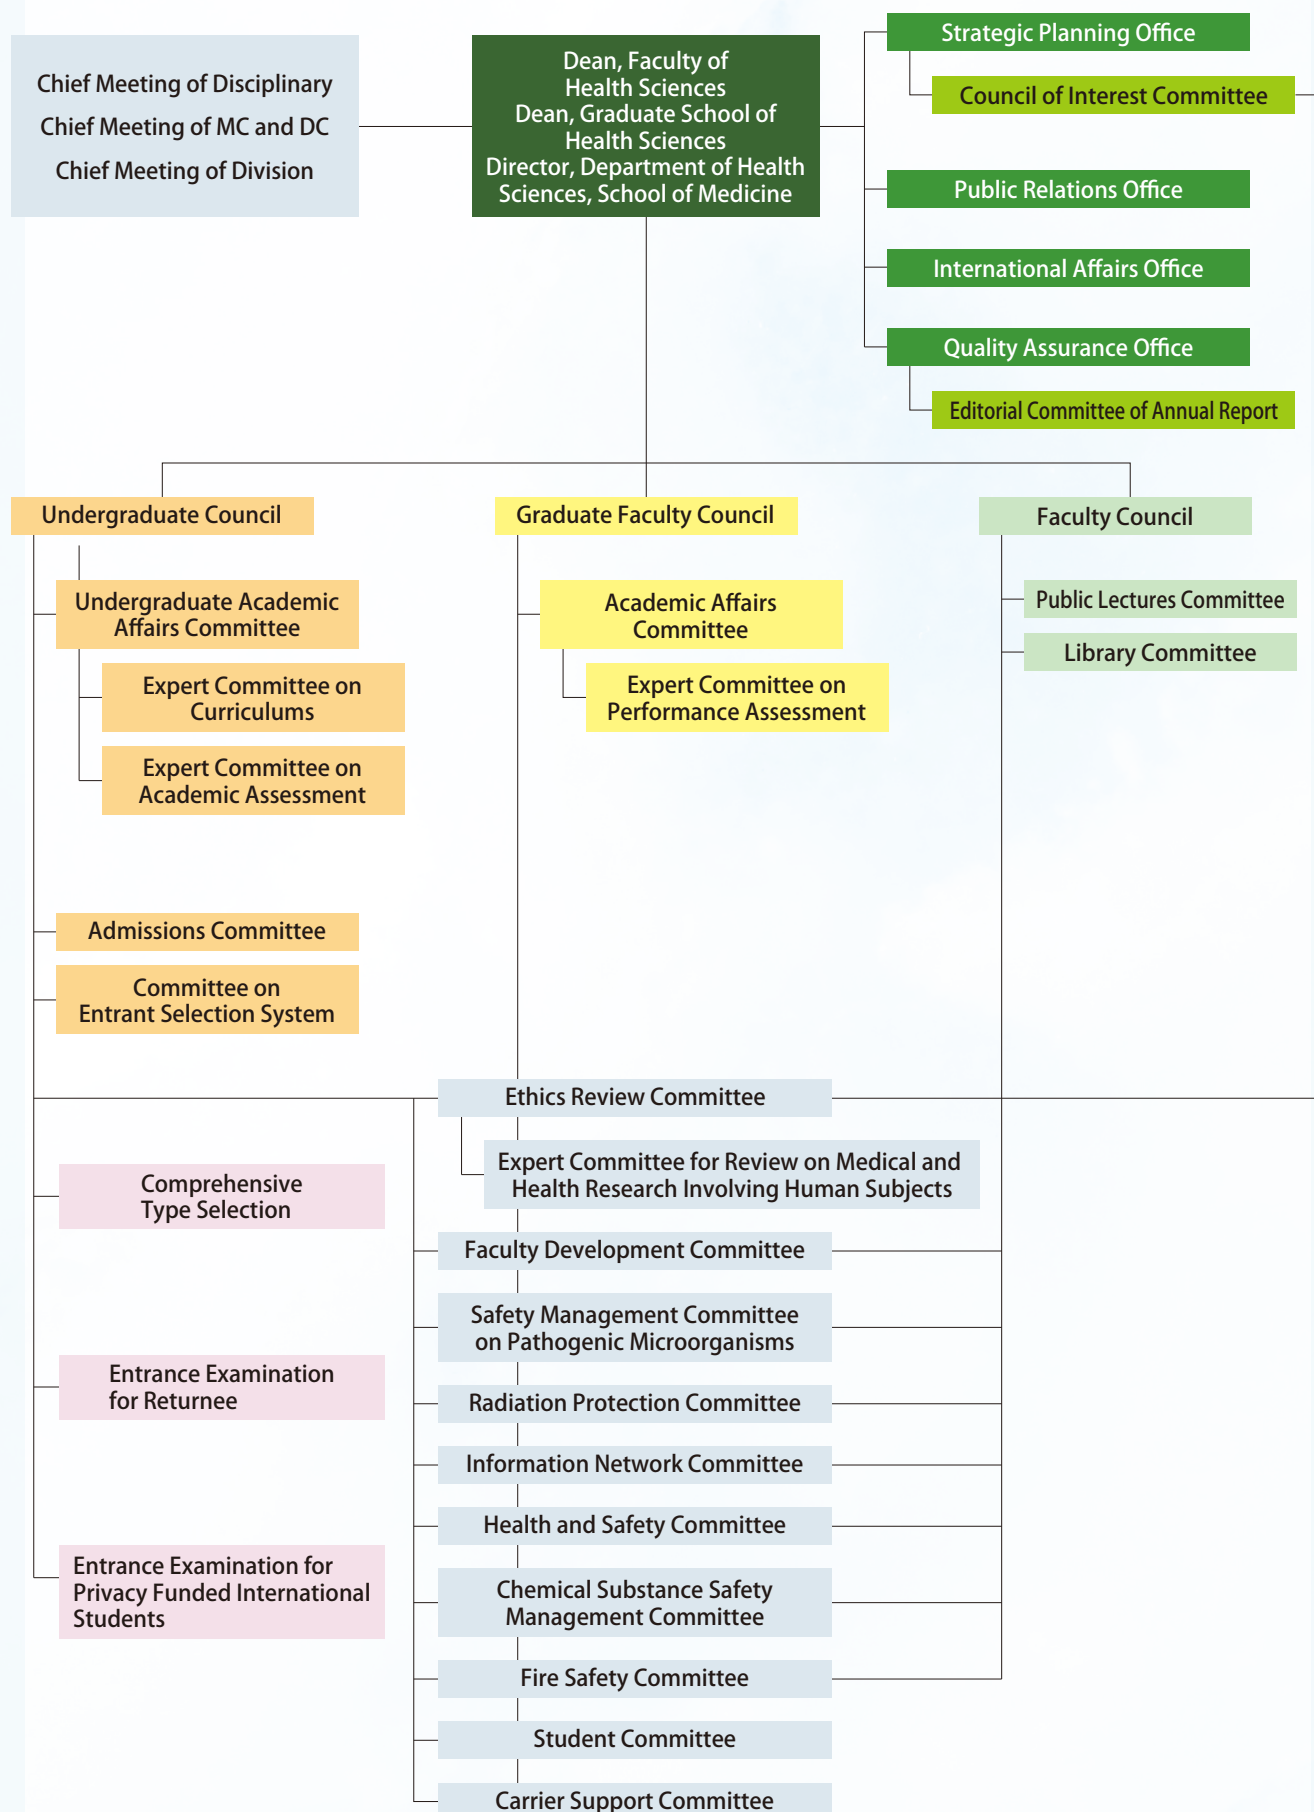 Chief Meeting of Disciplinary
Chief Meeting of MC and DC
Chief Meeting of Division
Dean, Faculty of
Health Sciences
Dean, Graduate School of
Health Sciences
Director, Department of Health
Sciences, School of Medicine
Strategic Planning Office
Council of Interest Committee
Public Relations Office
International Affairs Office
Quality Assurance Office
Editorial Committee of Annual Report
Undergraduate Council
Undergraduate Academic
Affairs Committee
Expert Committee on
Curriculums
Expert Committee on
Academic Assessment
Admissions Committee
Committee on
Entrant Selection System
Comprehensive
Type Selection
Entrance Examination
for Returnee
Entrance Examination for
Privacy Funded International
Students
Graduate Faculty Council
Academic Affairs
Committee
Expert Committee on
Performance Assessment
Faculty Council
Public Lectures Committee
Library Committee
Ethics Review Committee
Expert Committee for Review on Medical and
Health Research Involving Human Subjects
Faculty Development Committee
Safety Management Committee
on Pathogenic Microorganisms
Radiation Protection Committee
Information Network Committee
Health and Safety Committee
Chemical Substance Safety
Management Committee
Fire Safety Committee
Student Committee
Carrier Support Committee